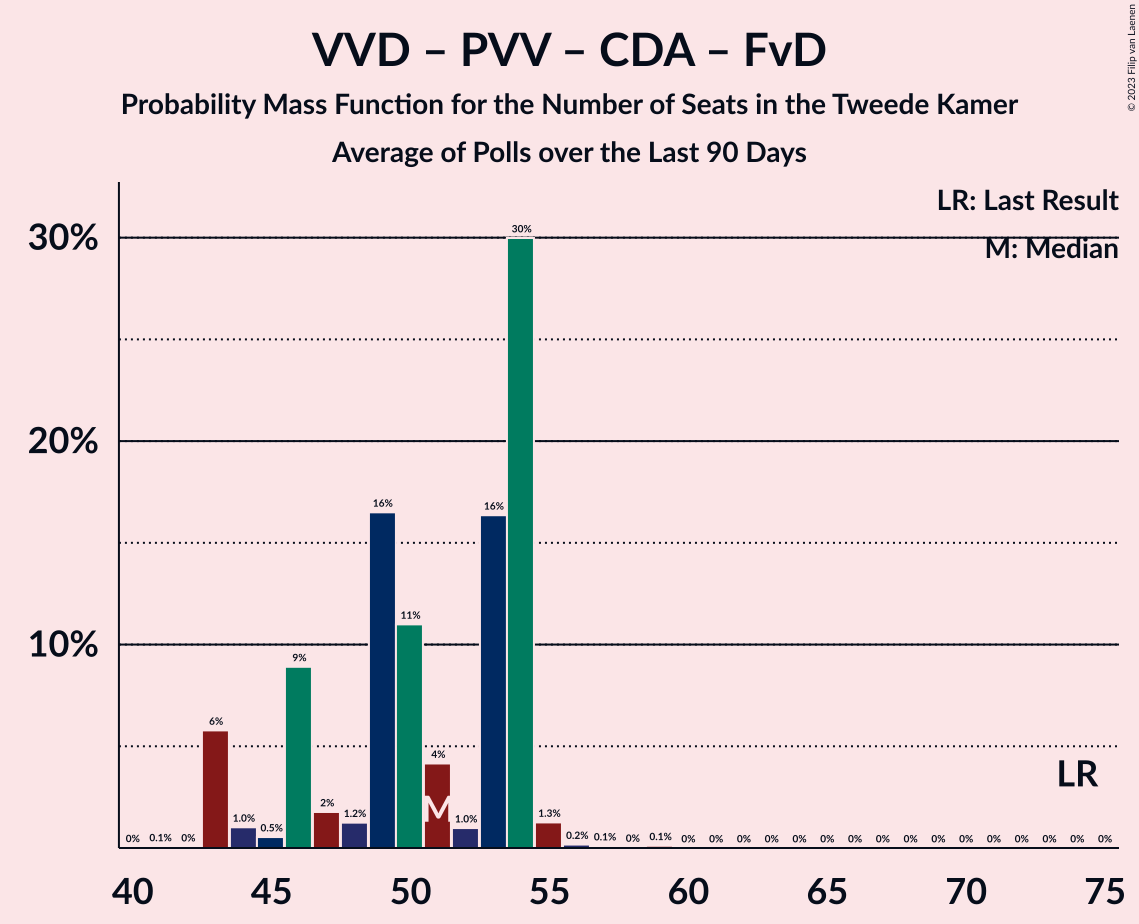 VVD – PVV – CDA – FvD
Probability Mass Function for the Number of Seats in the Tweede Kamer
Average of Polls over the Last 90 Days
© 2023 Filip van Laenen
LR: Last Result
M: Median
30%
20%
10%
0% 0.1% 0% 6% 1.0% 0.5% 9% 2% 1.2% 16% 11% 4% 1.0% 16% 30% 1.3% 0.2% 0.1% 0% 0.1% 0% 0% 0% 0% 0% 0% 0% 0% 0% 0% 0% 0% 0% 0% 0% 0%
M
LR
40 45 50 55 60 65 70 75